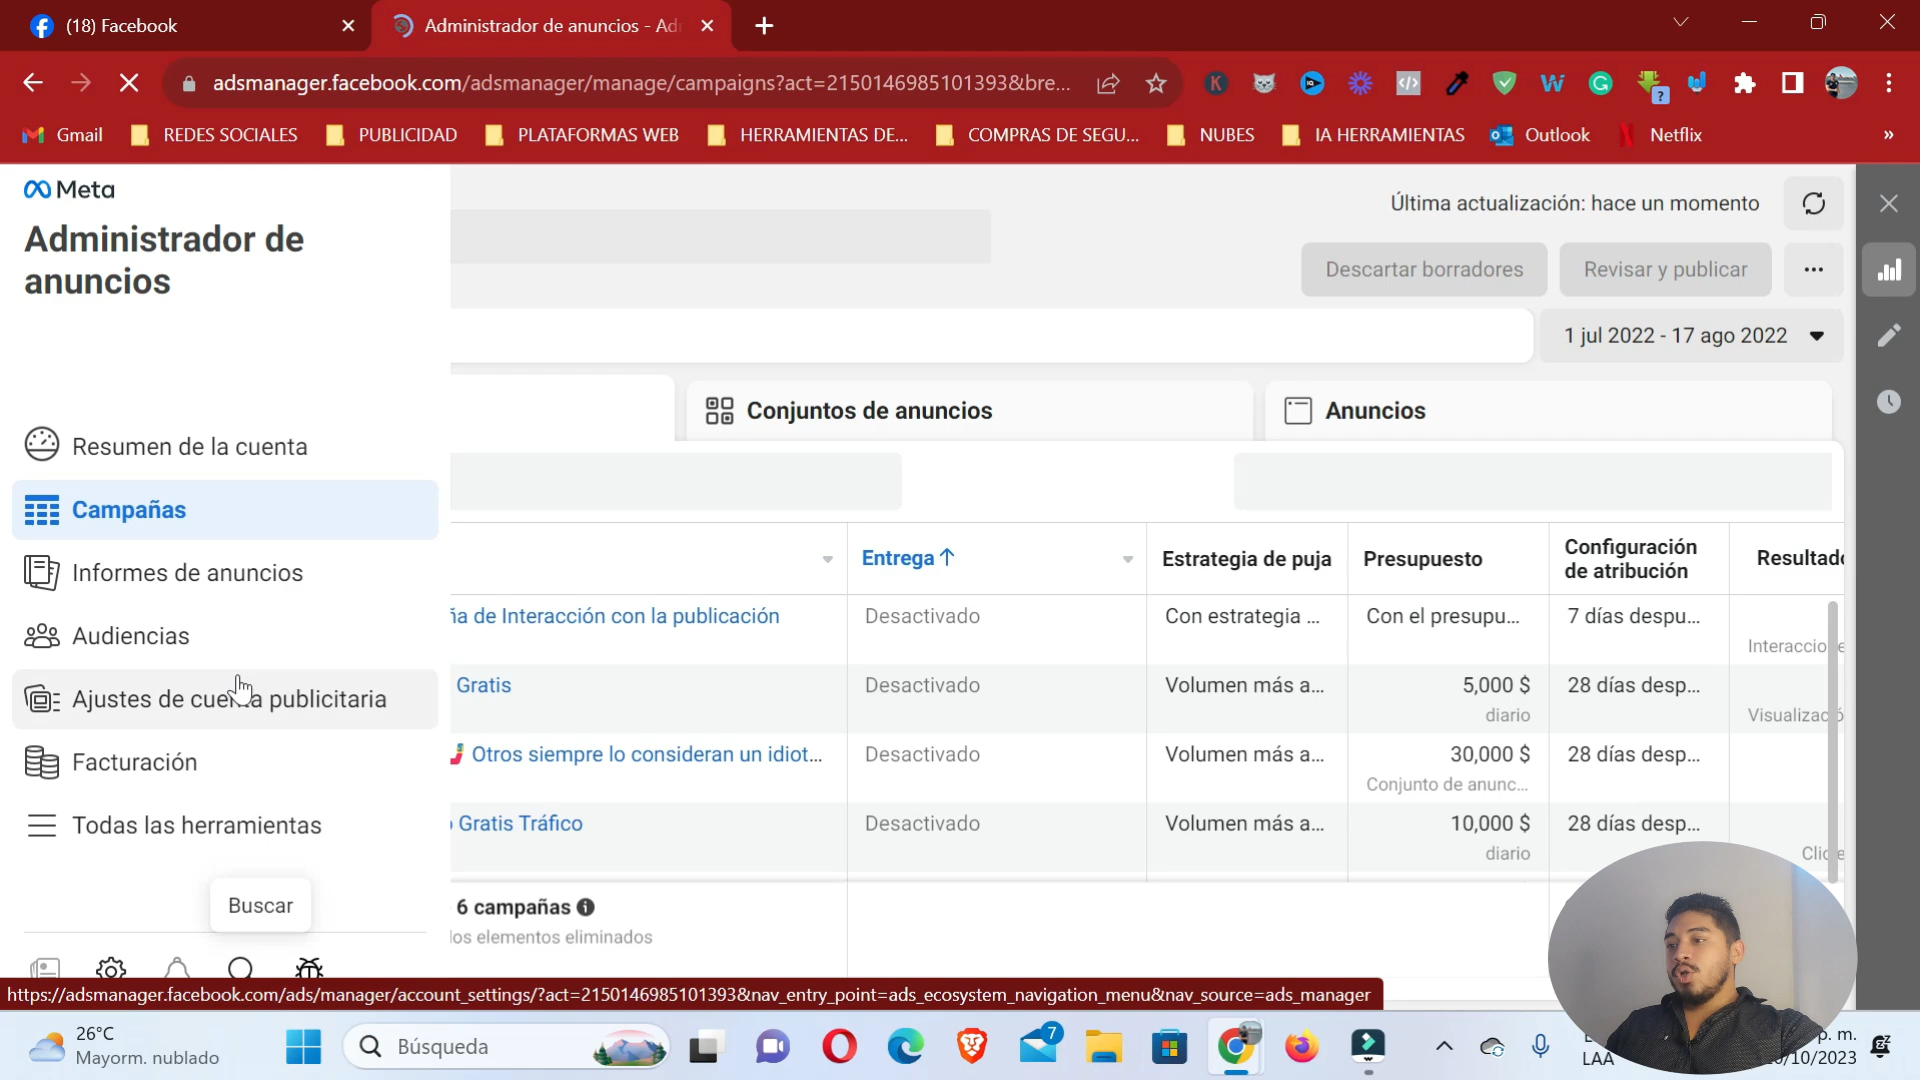 (18) Facebook
Administrador de anuncios - Ad
adsmanager.facebook.com/adsmanager/manage/campaigns?act=2150146985101393&bre...
Gmail
REDES SOCIALES
PUBLICIDAD
PLATAFORMAS WEB
HERRAMIENTAS DE...
COMPRAS DE SEGU...
NUBES
IA HERRAMIENTAS
Outlook
Netflix
»
Meta
Administrador de
anuncios
Última actualización: hace un momento
Descartar borradores
Revisar y publicar
1 jul 2022 - 17 ago 2022
Resumen de la cuenta
Campañas
Informes de anuncios
Audiencias
Ajustes de cuenta publicitaria
Facturación
Todas las herramientas
Buscar
Conjuntos de anuncios
Anuncios
Entrega↑
Estrategia de puja
Presupuesto
Configuración
de atribución
Resultado
ña de Interacción con la publicación
Desactivado
Con estrategia ...
Con el presupu...
7 días despu...
Interaccione
Gratis
Desactivado
Volumen más a...
5,000 $
diario
28 días desp...
Visualizació
Otros siempre lo consideran un idiot...
Desactivado
Volumen más a...
30,000 $
Conjunto de anunc...
28 días desp...
Gratis Tráfico
Desactivado
Volumen más a...
10,000 $
diario
28 días desp...
Clic e
6 campañas
los elementos eliminados
https://adsmanager.facebook.com/ads/manager/account_settings/?act=2150146985101393&nav_entry_point=ads_ecosystem_navigation_menu&nav_source=ads_manager
26°C
Mayorm. nublado
Búsqueda
7
LAA
p. m.
/10/2023